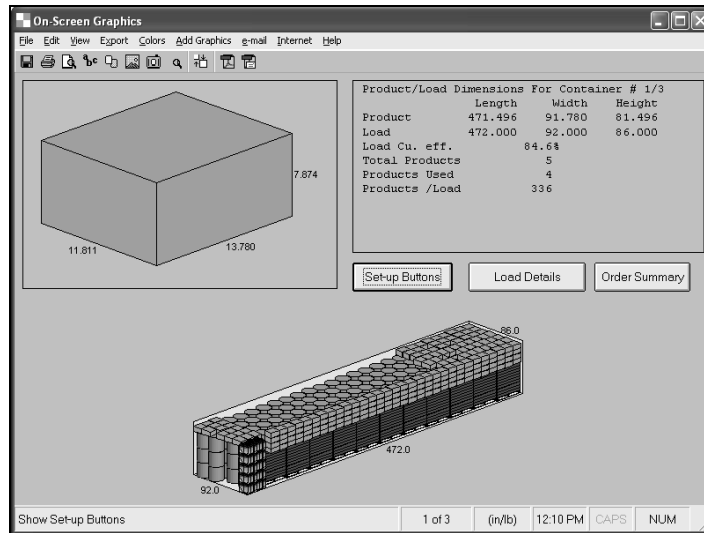 On-Screen Graphics
File Edit View Export Colors Add Graphics e-mail Internet Help
abc
Product/Load Dimensions For Container # 1/3
Length Width Height
Product 471.496 91.780 81.496
Load 472.000 92.000 86.000
Load Cu. eff. 84.6%
Total Products 5
Products Used 4
Products /Load 336
7.874
11.811 13.780
Set-up Buttons Load Details Order Summary
86.0
472.0
92.0
Show Set-up Buttons 1 of 3 (in/lb) 12:10 PM CAPS NUM